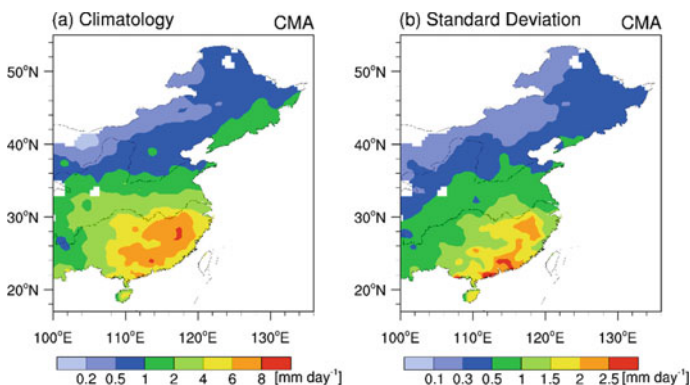 (a) Climatology CMA
50°N
40°N
30°N
20°N
100°E 110°E 120°E 130°E
0.2 0.5 1 2 4 6 8 [mm day⁻¹]
(b) Standard Deviation CMA
50°N
40°N
30°N
20°N
100°E 110°E 120°E 130°E
0.1 0.3 0.5 1 1.5 2 2.5 [mm day⁻¹]